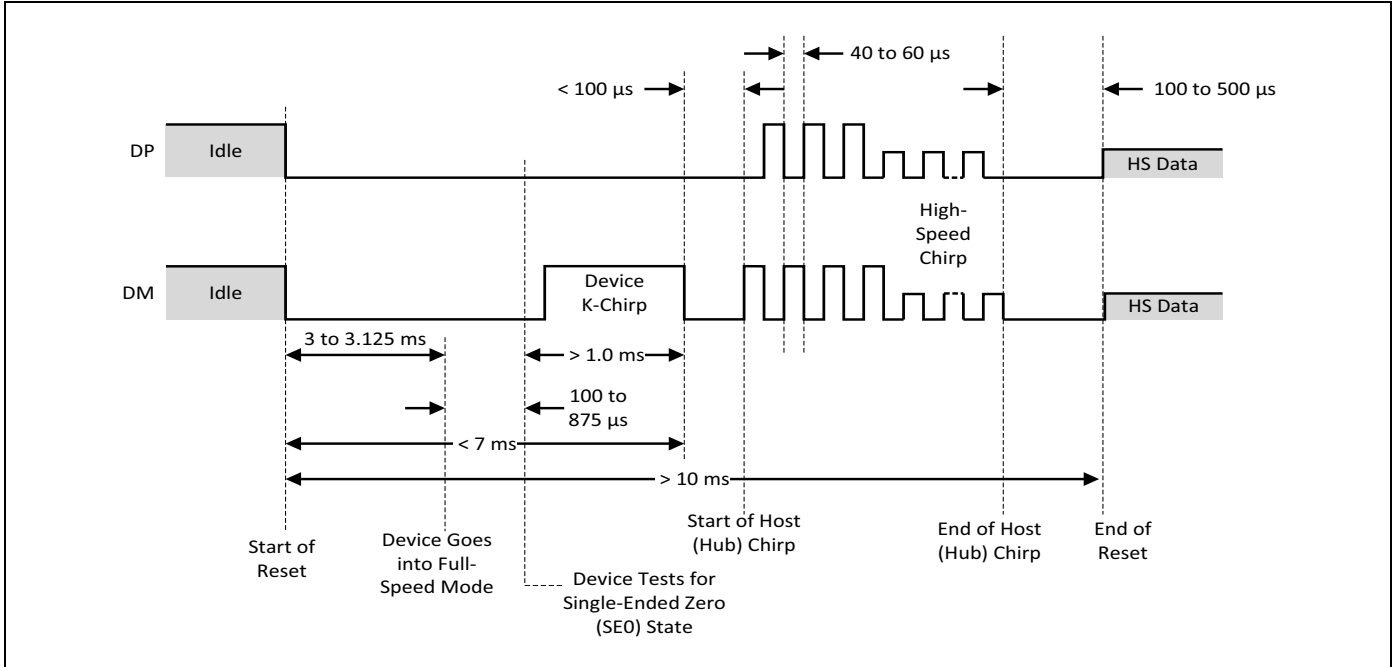 40 to 60 µs
< 100 µs
100 to 500 µs
DP
Idle
HS Data
High-
Speed
Chirp
DM
Idle
Device
K-Chirp
HS Data
3 to 3.125 ms
> 1.0 ms
100 to
875 µs
< 7 ms
> 10 ms
Start of
Reset
Device Goes
into Full-
Speed Mode
Device Tests for
Single-Ended Zero
(SE0) State
Start of Host
(Hub) Chirp
End of Host
(Hub) Chirp
End of
Reset